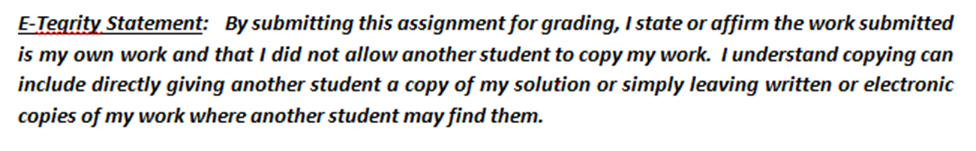 E-Teqrity Statement:   By submitting this assignment for grading, I state or affirm the work submitted
is my own work and that I did not allow another student to copy my work.  I understand copying can
include directly giving another student a copy of my solution or simply leaving written or electronic
copies of my work where another student may find them.